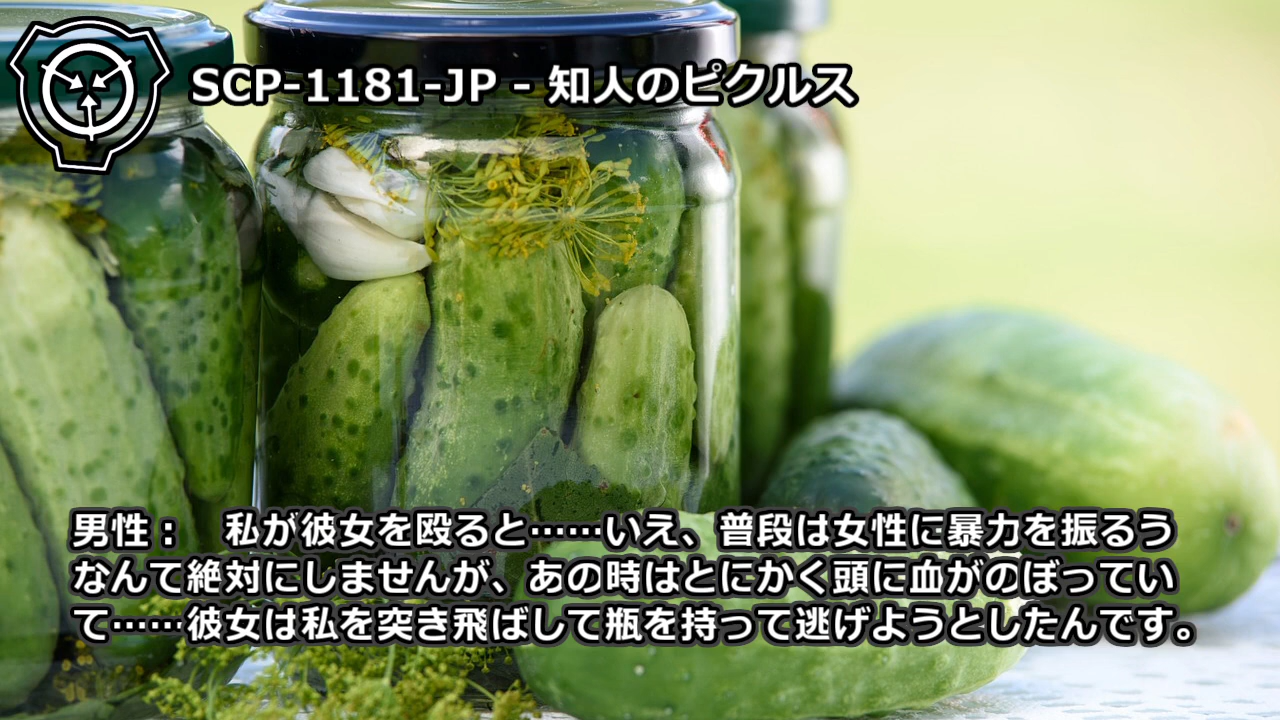 SCP-1181-JP - 知人のピクルス
男性：　私が彼女を殴ると……いえ、普段は女性に暴力を振るう
なんて絶対にしませんが、あの時はとにかく頭に血がのぼってい
て……彼女は私を突き飛ばして瓶を持って逃げようとしたんです。